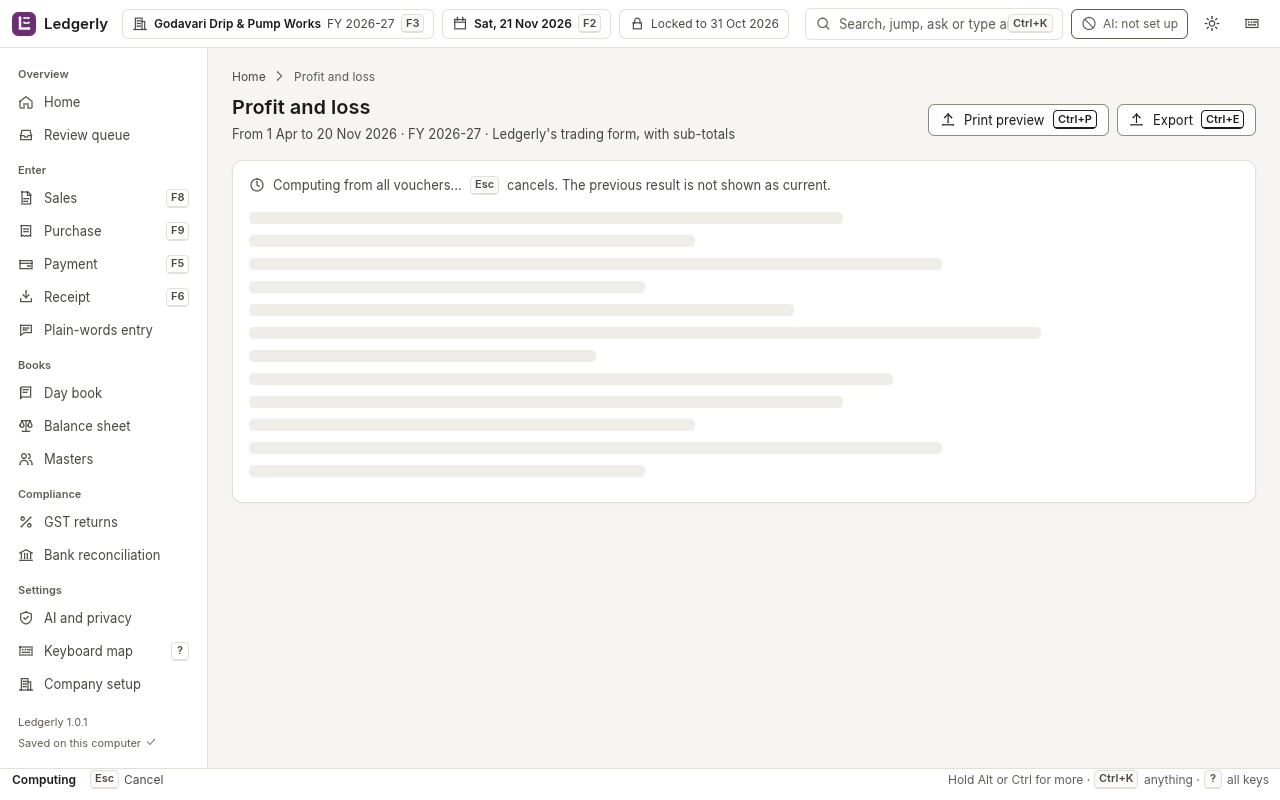 Ledgerly
Godavari Drip & Pump Works FY 2026-27 F3
Sat, 21 Nov 2026 F2
Locked to 31 Oct 2026
Search, jump, ask or type a Ctrl+K
AI: not set up
Overview
Home
Review queue
Enter
Sales F8
Purchase F9
Payment F5
Receipt F6
Plain-words entry
Books
Day book
Balance sheet
Masters
Compliance
GST returns
Bank reconciliation
Settings
AI and privacy
Keyboard map ?
Company setup
Ledgerly 1.0.1
Saved on this computer
Home Profit and loss
Profit and loss
From 1 Apr to 20 Nov 2026 · FY 2026-27 · Ledgerly's trading form, with sub-totals
Print preview Ctrl+P
Export Ctrl+E
Computing from all vouchers… Esc cancels. The previous result is not shown as current.
Computing Esc Cancel
Hold Alt or Ctrl for more · Ctrl+K anything · ? all keys